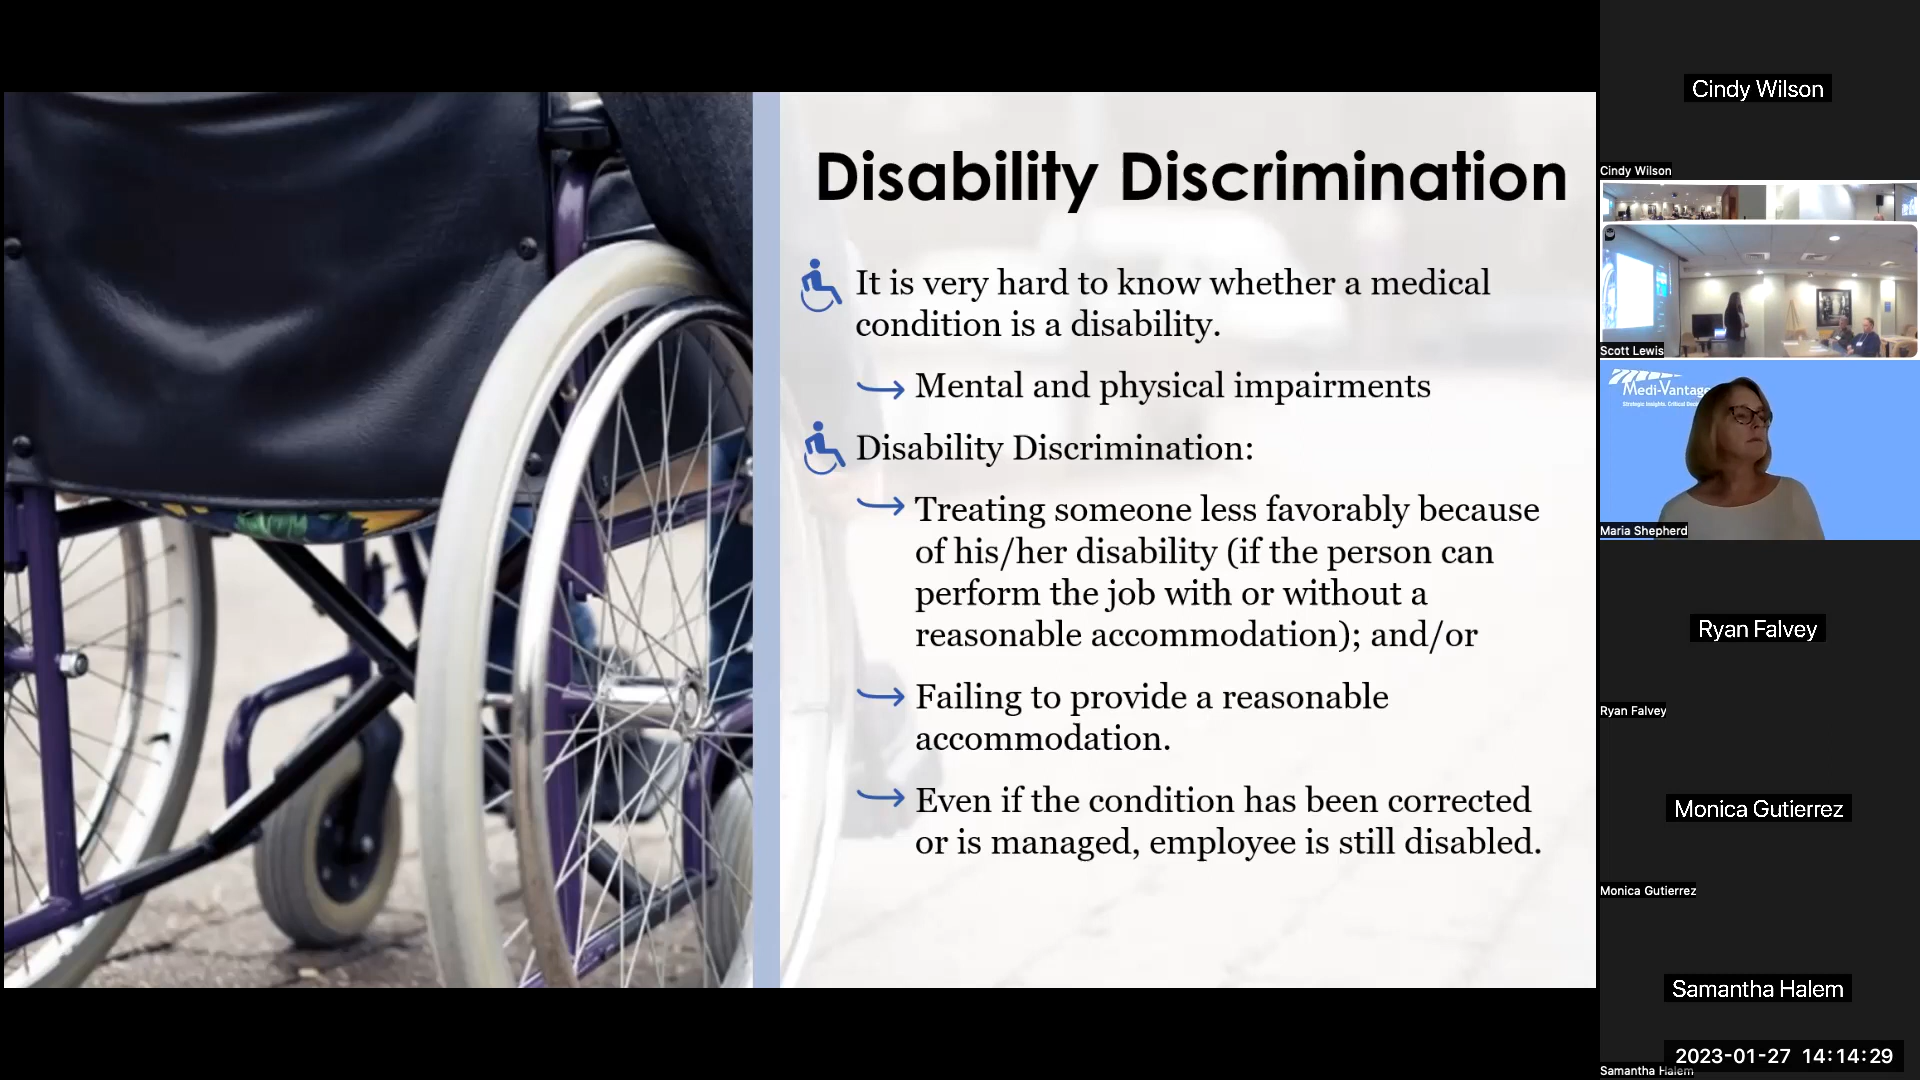 Disability Discrimination
It is very hard to know whether a medical
condition is a disability.
Mental and physical impairments
Disability Discrimination:
Treating someone less favorably because
of his/her disability (if the person can
perform the job with or without a
reasonable accommodation); and/or
Failing to provide a reasonable
accommodation.
Even if the condition has been corrected
or is managed, employee is still disabled.
Cindy Wilson
Cindy Wilson
Scott Lewis
Medi-Vantage
Maria Shepherd
Ryan Falvey
Ryan Falvey
Monica Gutierrez
Monica Gutierrez
Samantha Halem
2023-01-27 14:14:29
Samantha Halem